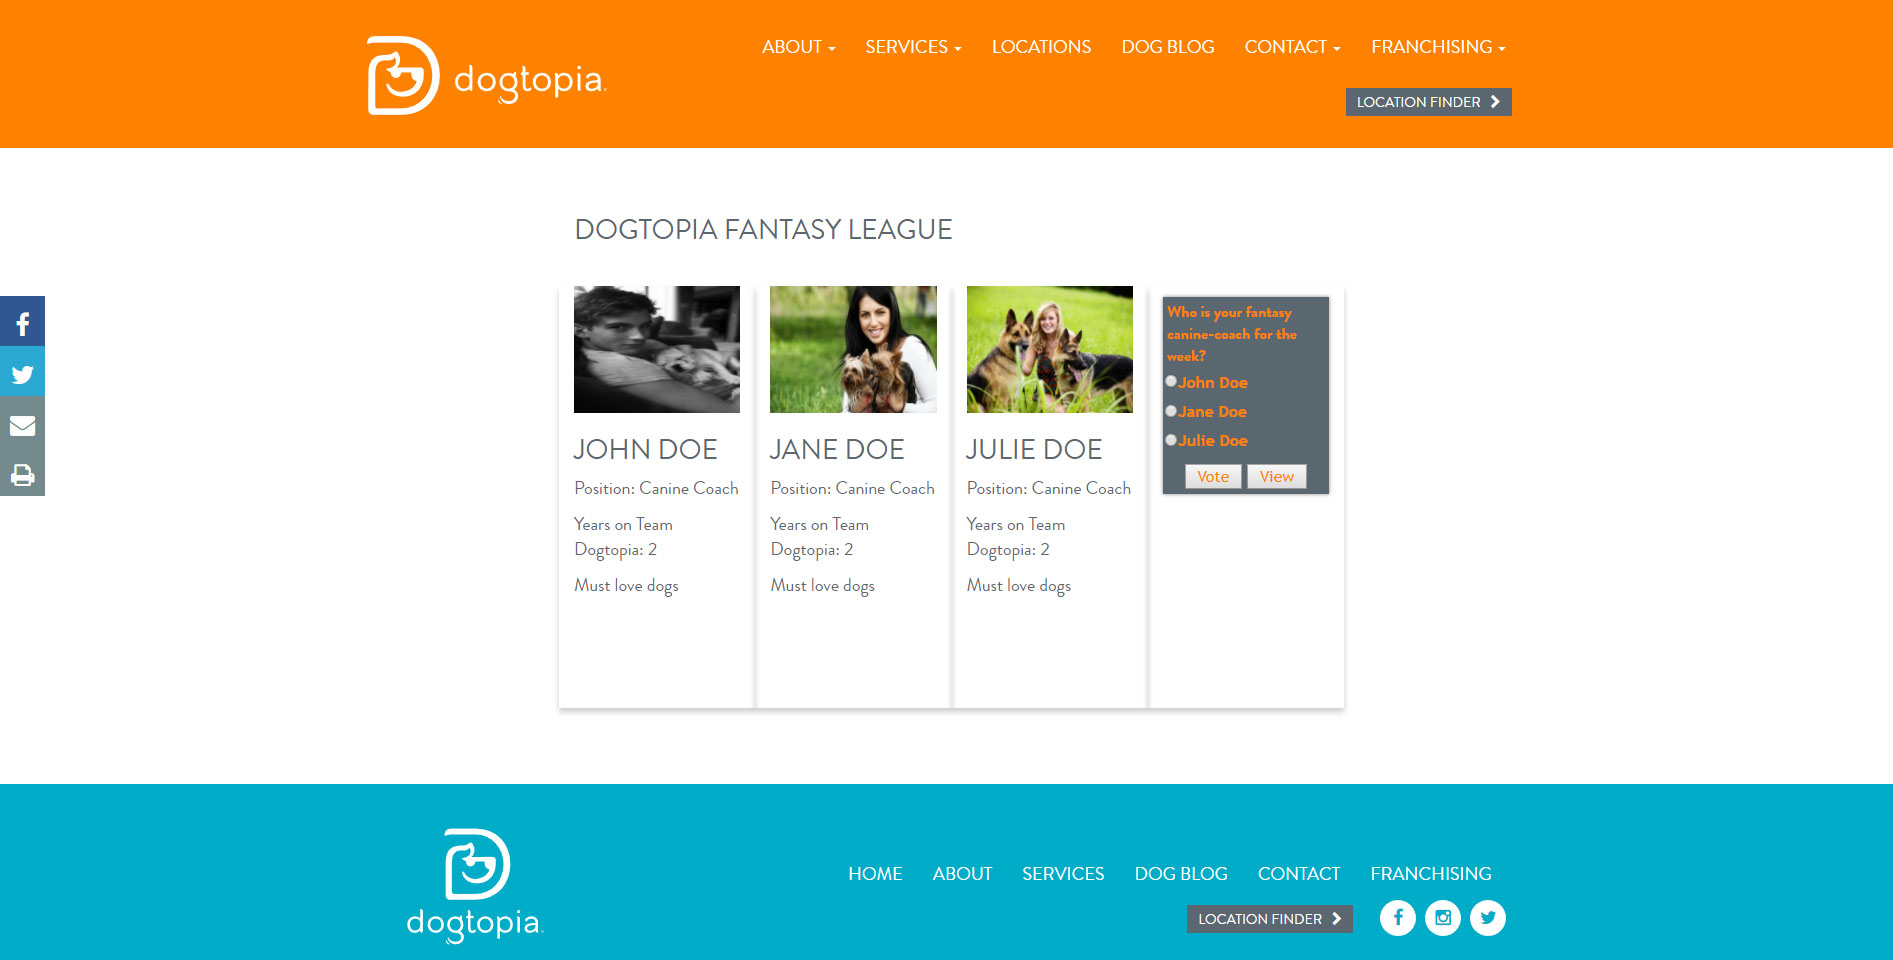 dogtopia.
ABOUT SERVICES LOCATIONS DOG BLOG CONTACT FRANCHISING
LOCATION FINDER
DOGTOPIA FANTASY LEAGUE
JOHN DOE
Position: Canine Coach
Years on Team
Dogtopia: 2
Must love dogs
JANE DOE
Position: Canine Coach
Years on Team
Dogtopia: 2
Must love dogs
JULIE DOE
Position: Canine Coach
Years on Team
Dogtopia: 2
Must love dogs
Who is your fantasy
canine-coach for the
week?
John Doe
Jane Doe
Julie Doe
Vote View
dogtopia.
HOME ABOUT SERVICES DOG BLOG CONTACT FRANCHISING
LOCATION FINDER